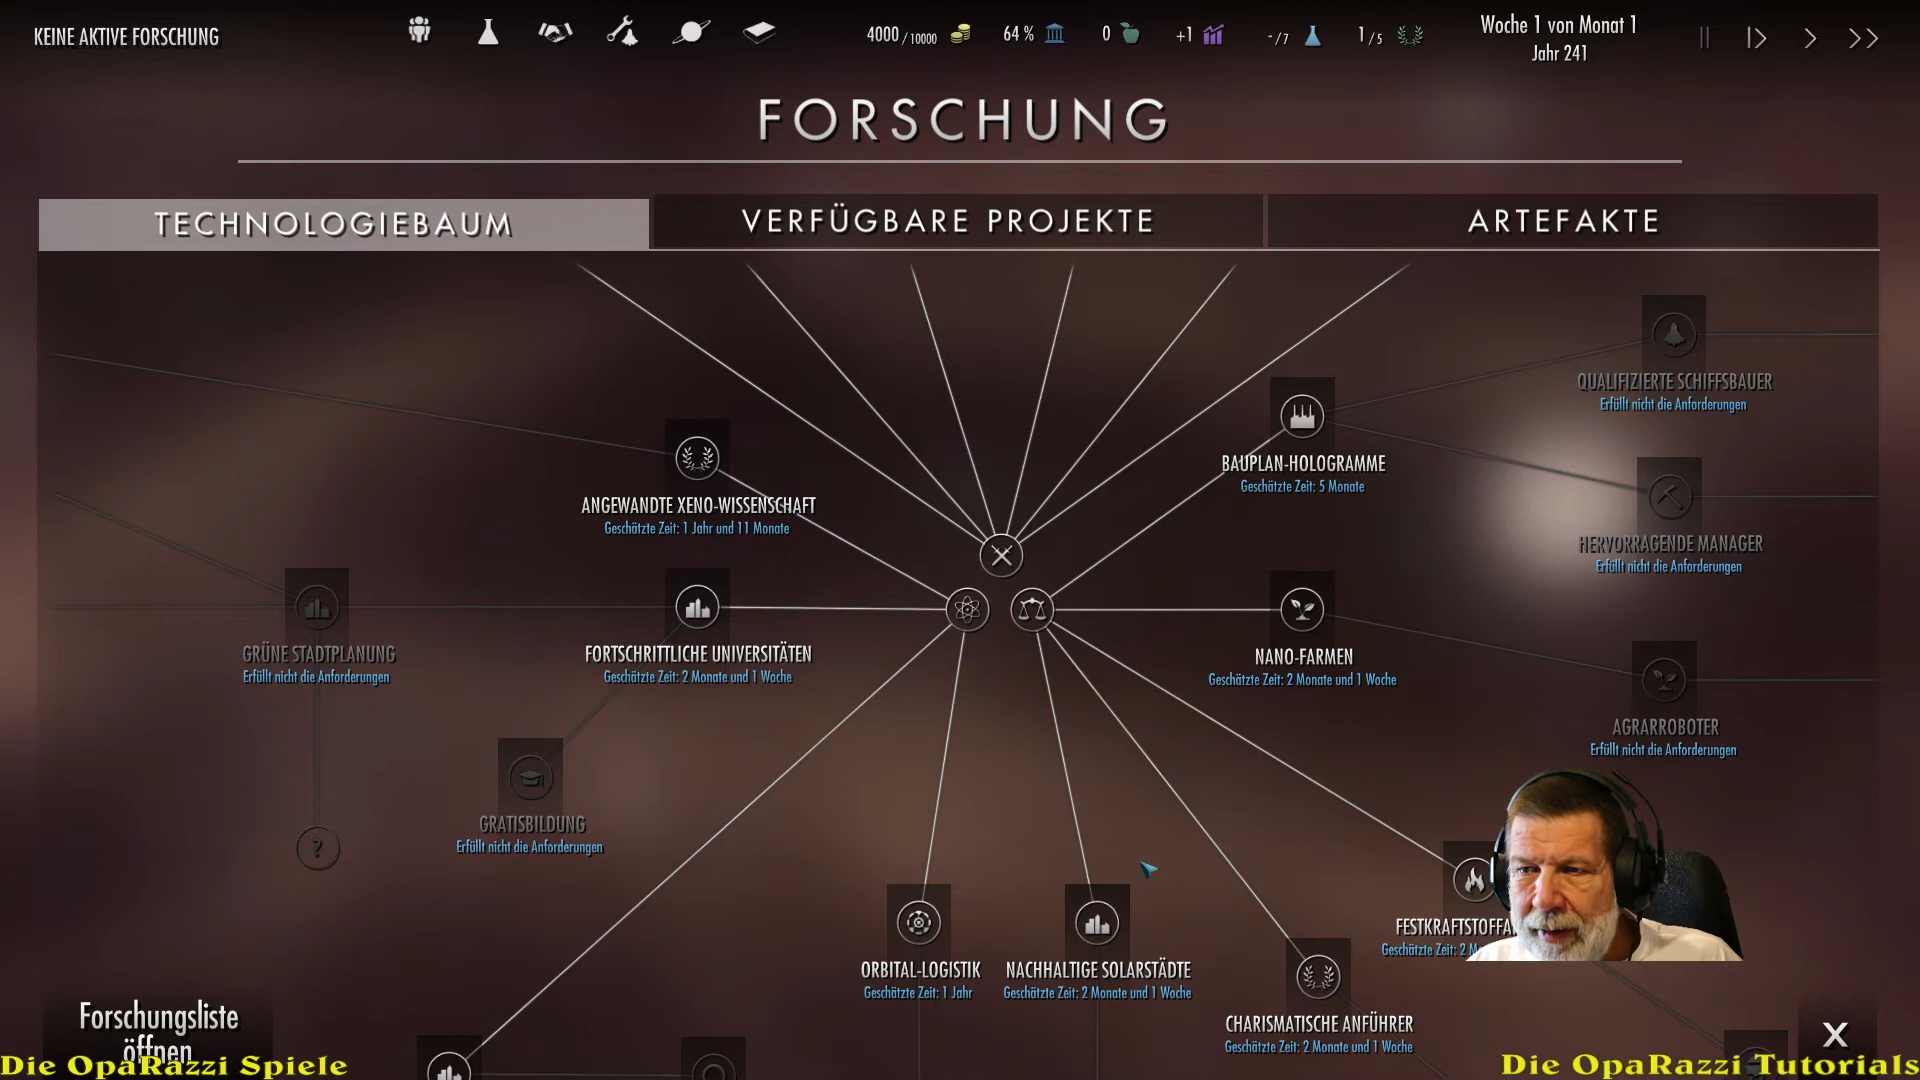 KEINE AKTIVE FORSCHUNG
4000 / 10000
64 %
0
+1
- / 7
1 / 5
Woche 1 von Monat 1
Jahr 241
FORSCHUNG
TECHNOLOGIEBAUM
VERFÜGBARE PROJEKTE
ARTEFAKTE
QUALIFIZIERTE SCHIFFSBAUER
Erfüllt nicht die Anforderungen
BAUPLAN-HOLOGRAMME
Geschätzte Zeit: 5 Monate
ANGEWANDTE XENO-WISSENSCHAFT
Geschätzte Zeit: 1 Jahr und 11 Monate
HERVORRAGENDE MANAGER
Erfüllt nicht die Anforderungen
GRÜNE STADTPLANUNG
Erfüllt nicht die Anforderungen
FORTSCHRITTLICHE UNIVERSITÄTEN
Geschätzte Zeit: 2 Monate und 1 Woche
NANO-FARMEN
Geschätzte Zeit: 2 Monate und 1 Woche
AGRARROBOTER
Erfüllt nicht die Anforderungen
GRATISBILDUNG
Erfüllt nicht die Anforderungen
?
FESTKRAFTSTOFFA
Geschätzte Zeit: 2 M
ORBITAL-LOGISTIK
Geschätzte Zeit: 1 Jahr
NACHHALTIGE SOLARSTÄDTE
Geschätzte Zeit: 2 Monate und 1 Woche
CHARISMATISCHE ANFÜHRER
Geschätzte Zeit: 2 Monate und 1 Woche
Forschungsliste
öffnen
X
Die OpaRazzi Spiele
Die OpaRazzi Tutorials